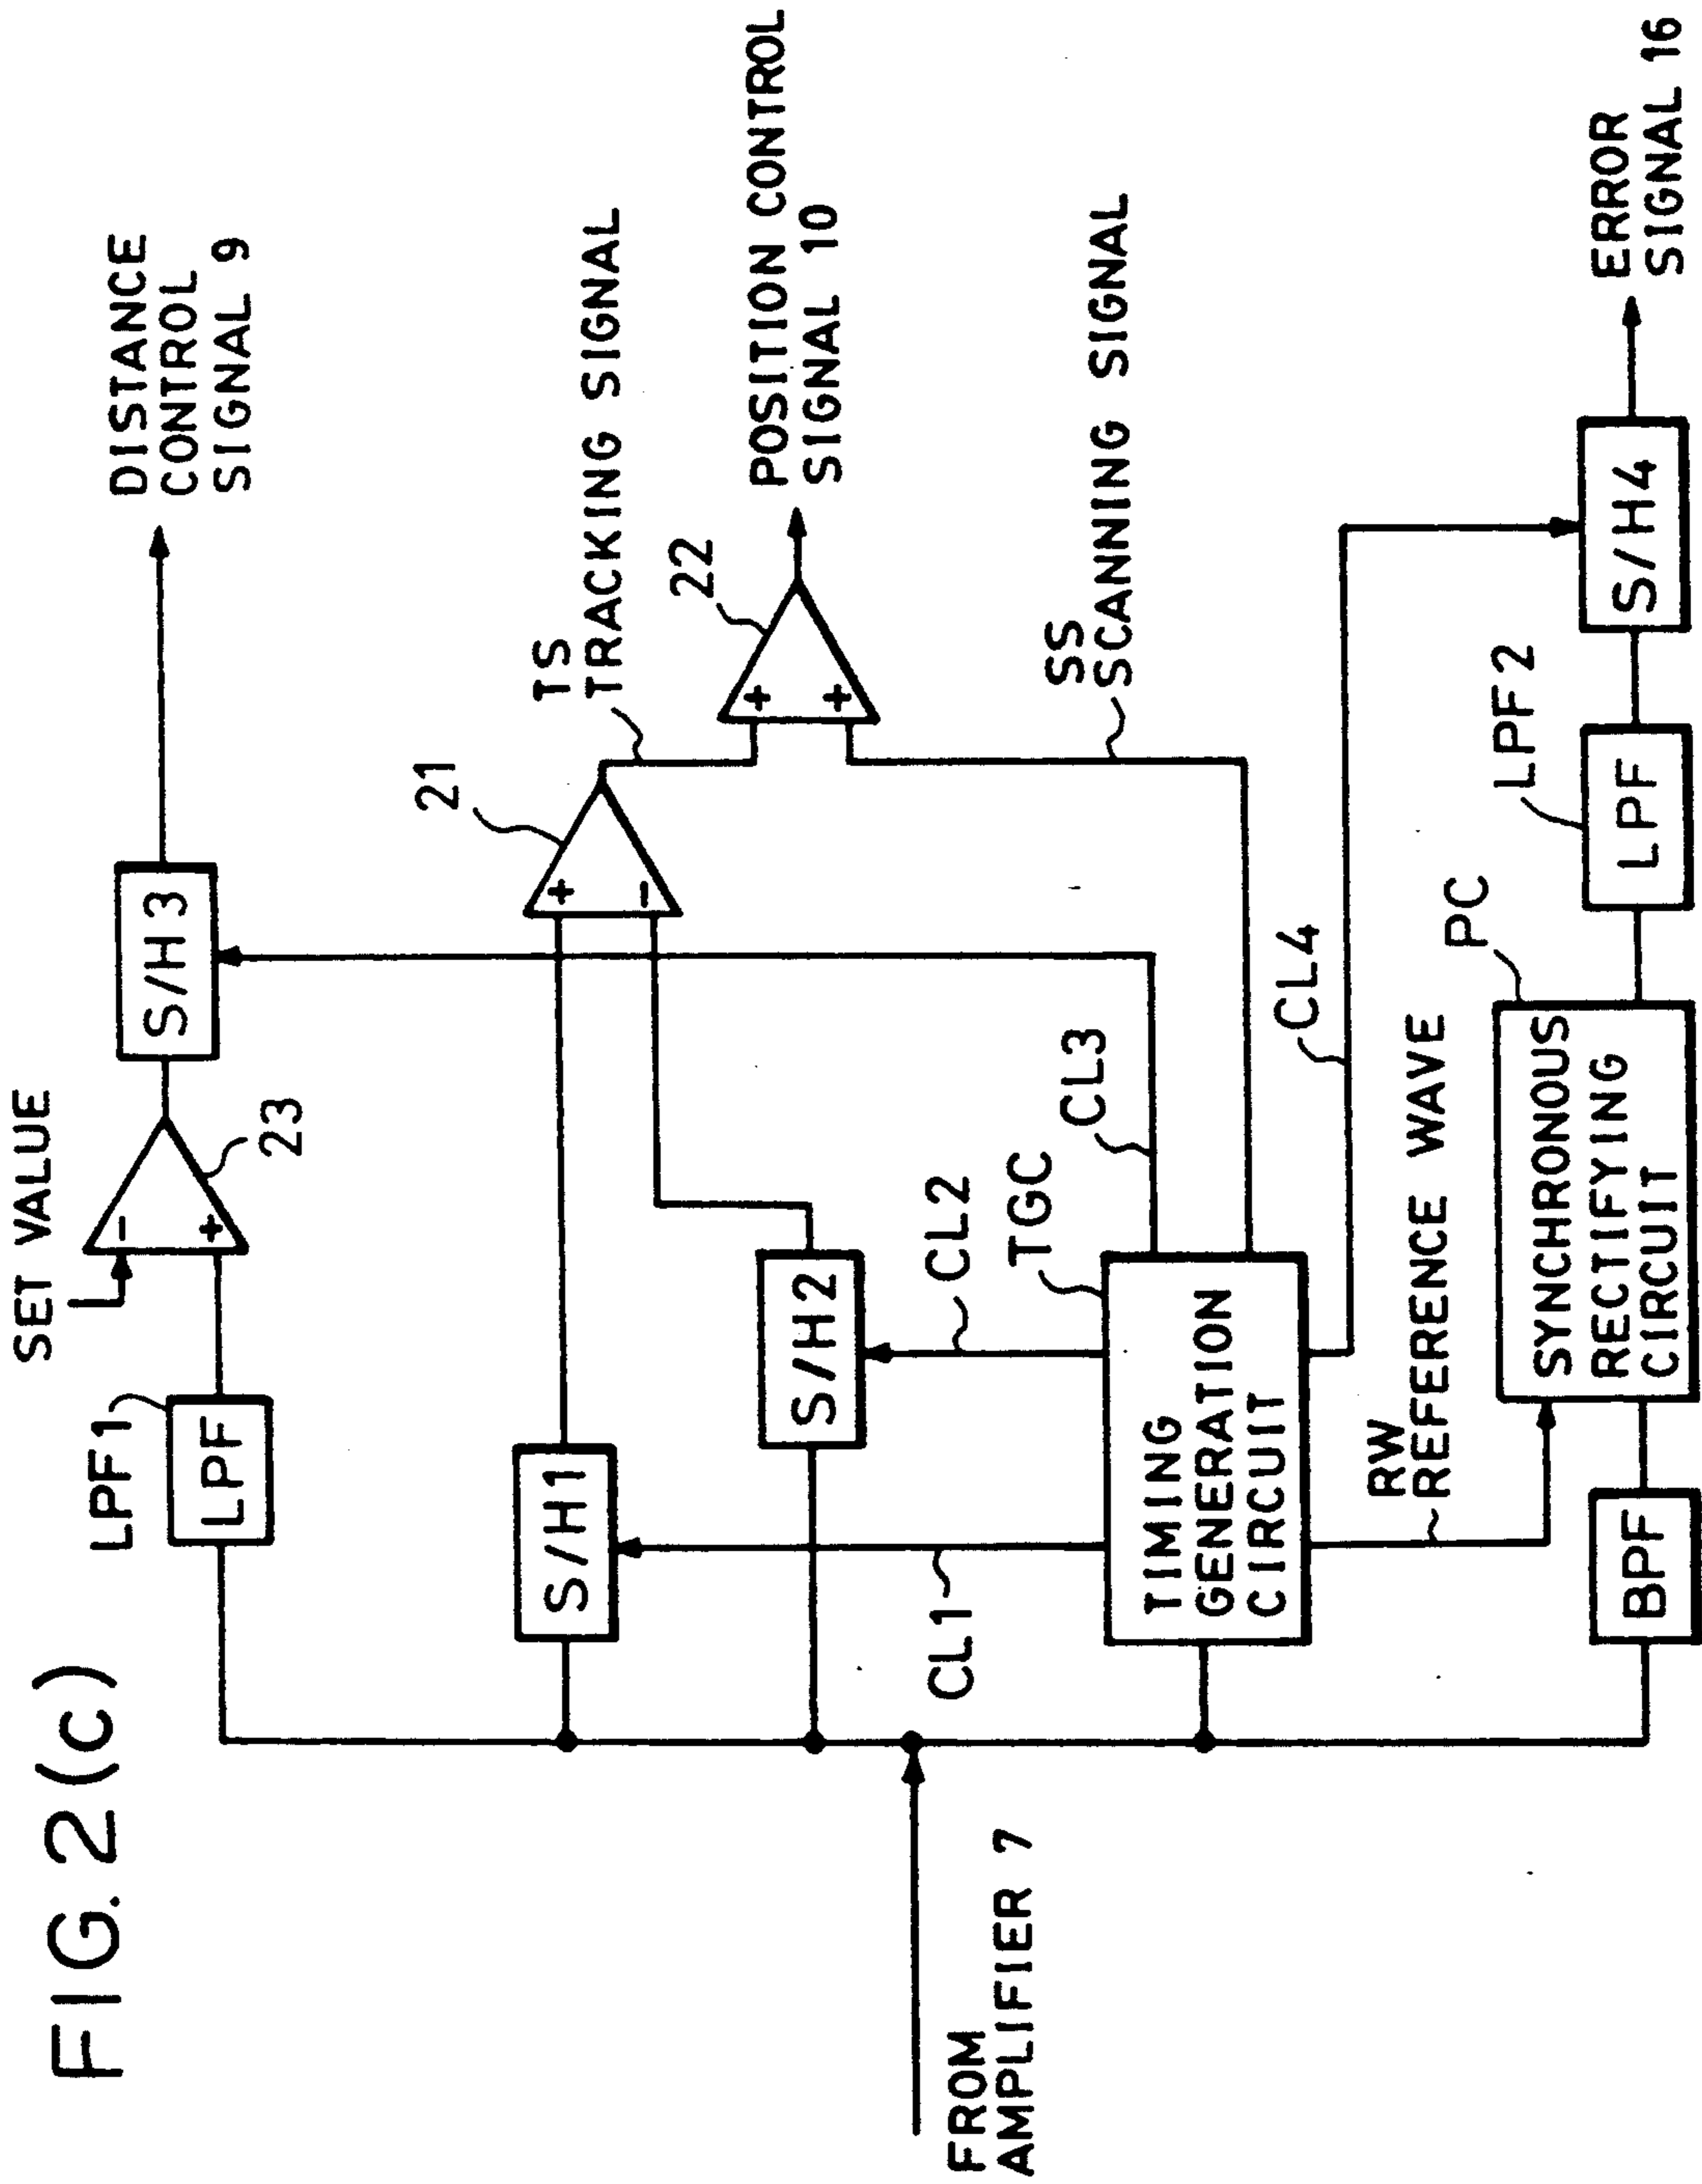 FIG. 2 (c)
SET VALUE
LPF1
LPF
-
+
23
S/H 3
DISTANCE
CONTROL
SIGNAL 9
S/H1
21
+
-
TS
TRACKING SIGNAL
S/H2
22
+
+
POSITION CONTROL
SIGNAL 10
FROM
AMPLIFIER 7
CL1
CL2
TGC
CL3
SS
SCANNING SIGNAL
TIMING
GENERATION
CIRCUIT
CL4
RW
REFERENCE WAVE
PC
LPF2
BPF
SYNCHRONOUS
RECTIFYING
CIRCUIT
LPF
S/H4
ERROR
SIGNAL 16